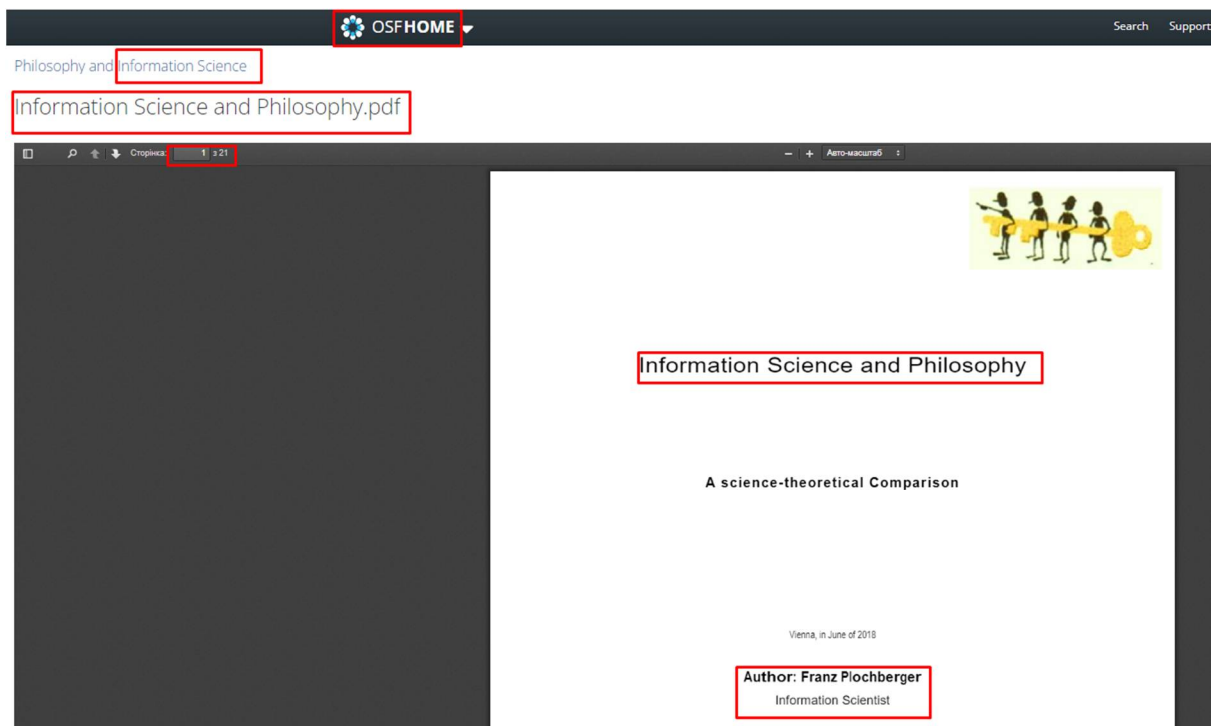 OSFHOME Search Support
Philosophy and Information Science
Information Science and Philosophy.pdf
Сторінка: 1 з 21 Авто-масштаб
Information Science and Philosophy
A science-theoretical Comparison
Vienna, in June of 2018
Author: Franz Plochberger
Information Scientist